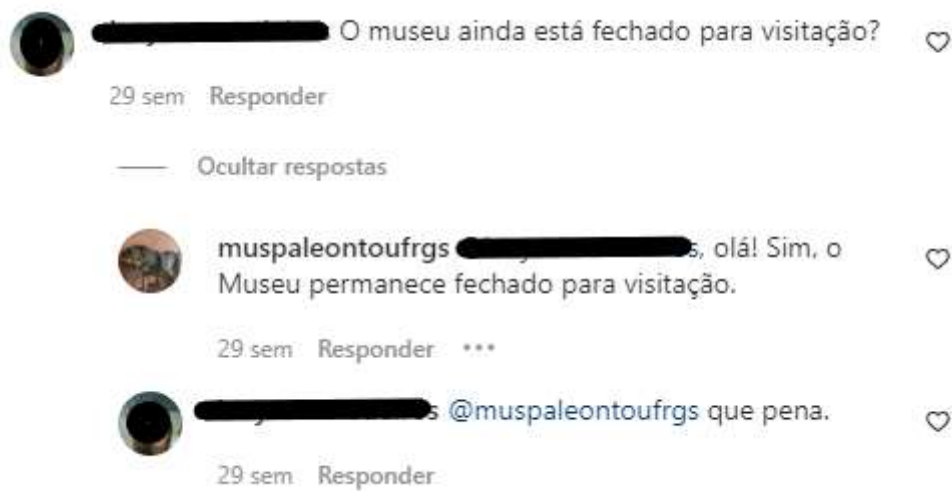 O museu ainda está fechado para visitação?
29 sem Responder
Ocultar respostas
muspaleontoufrgs , olá! Sim, o
Museu permanece fechado para visitação.
29 sem Responder •••
@muspaleontoufrgs que pena.
29 sem Responder